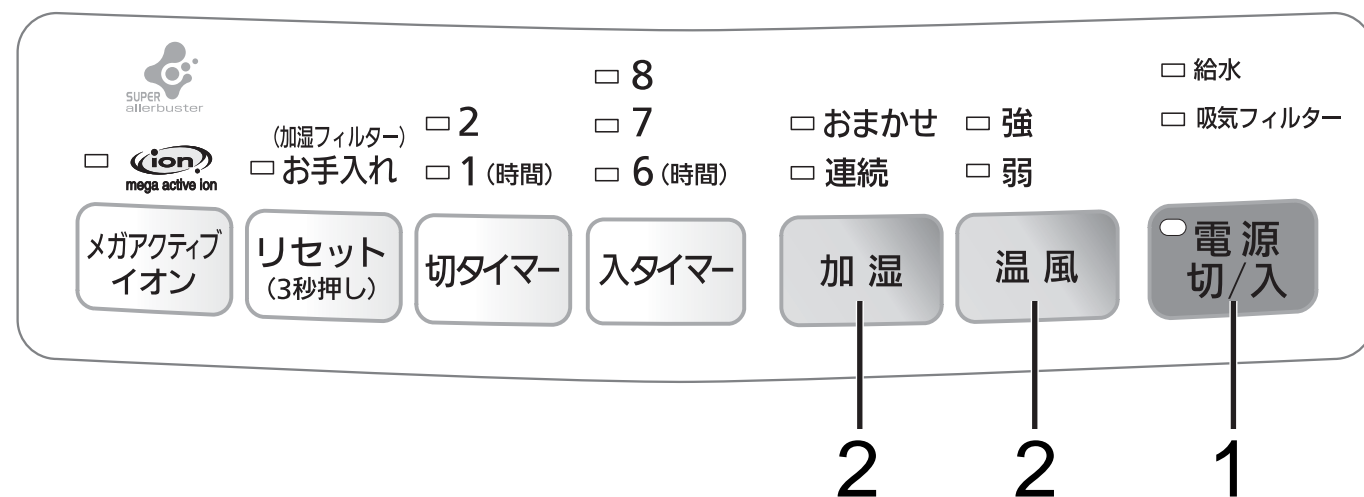 SUPER
allerbuster
ion
mega active ion
メガアクティブ
イオン
(加湿フィルター)
お手入れ
リセット
(3秒押し)
2
1 (時間)
切タイマー
8
7
6 (時間)
入タイマー
おまかせ
連続
加湿
強
弱
温風
給水
吸気フィルター
電源
切/入
2
2
1